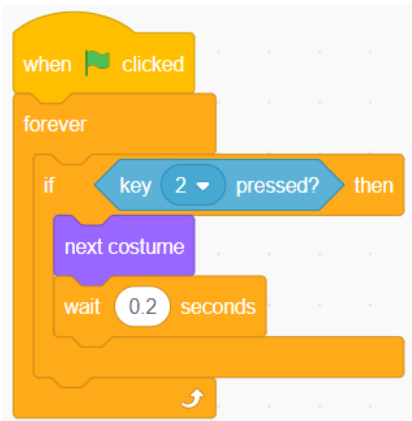 when clicked
forever
if key 2 pressed? then
next costume
wait 0.2 seconds